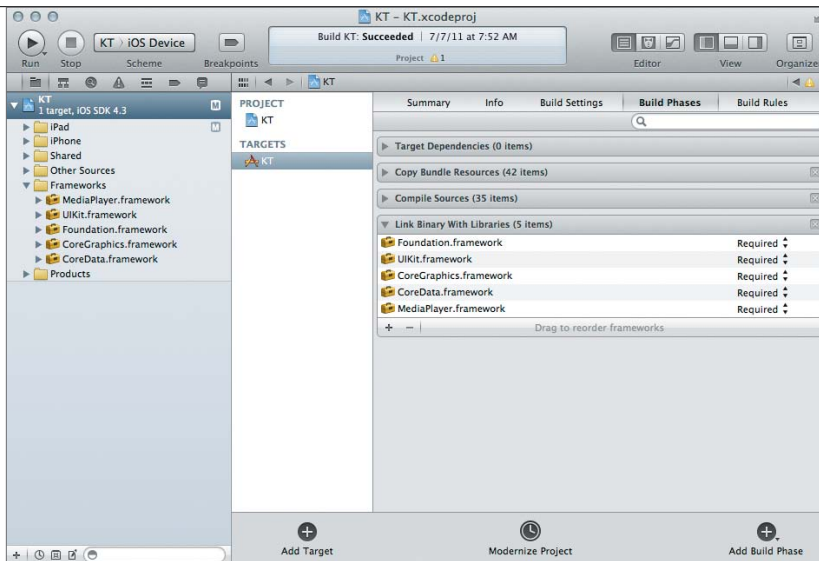 KT – KT.xcodeproj
Run
Stop
KT › iOS Device
Scheme
Breakpoints
Build KT: Succeeded | 7/7/11 at 7:52 AM
Project 1
Editor
View
Organize
KT
KT
1 target, iOS SDK 4.3
M
iPad
M
iPhone
Shared
Other Sources
Frameworks
MediaPlayer.framework
UIKit.framework
Foundation.framework
CoreGraphics.framework
CoreData.framework
Products
PROJECT
KT
TARGETS
KT
Summary
Info
Build Settings
Build Phases
Build Rules
Target Dependencies (0 items)
Copy Bundle Resources (42 items)
Compile Sources (35 items)
Link Binary With Libraries (5 items)
Foundation.framework Required
UIKit.framework Required
CoreGraphics.framework Required
CoreData.framework Required
MediaPlayer.framework Required
+ – Drag to reorder frameworks
Add Target
Modernize Project
Add Build Phase